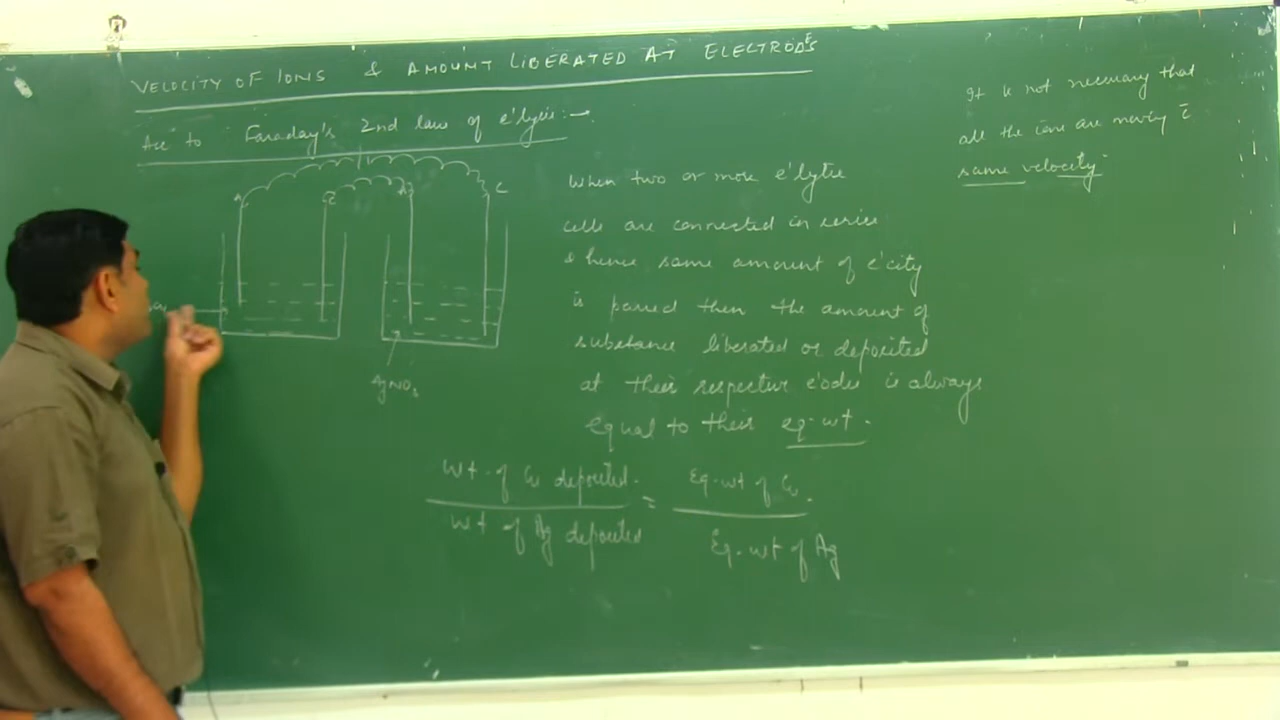 VELOCITY OF IONS & AMOUNT LIBERATED AT ELECTRODES
Acc to Faraday's 2nd law of e'lysis:-
A C A C
AgNO3
When two or more e'lytic
cells are connected in series
& hence same amount of e'city
is passed then the amount of
substance liberated or deposited
at their respective e'odes is always
Equal to their eq. wt.
Wt. of Cu deposited. = Eq. wt of Cu.
Wt of Ag deposited Eq. wt of Ag
It is not necessary that
all the ions are moving c̄
same velocity